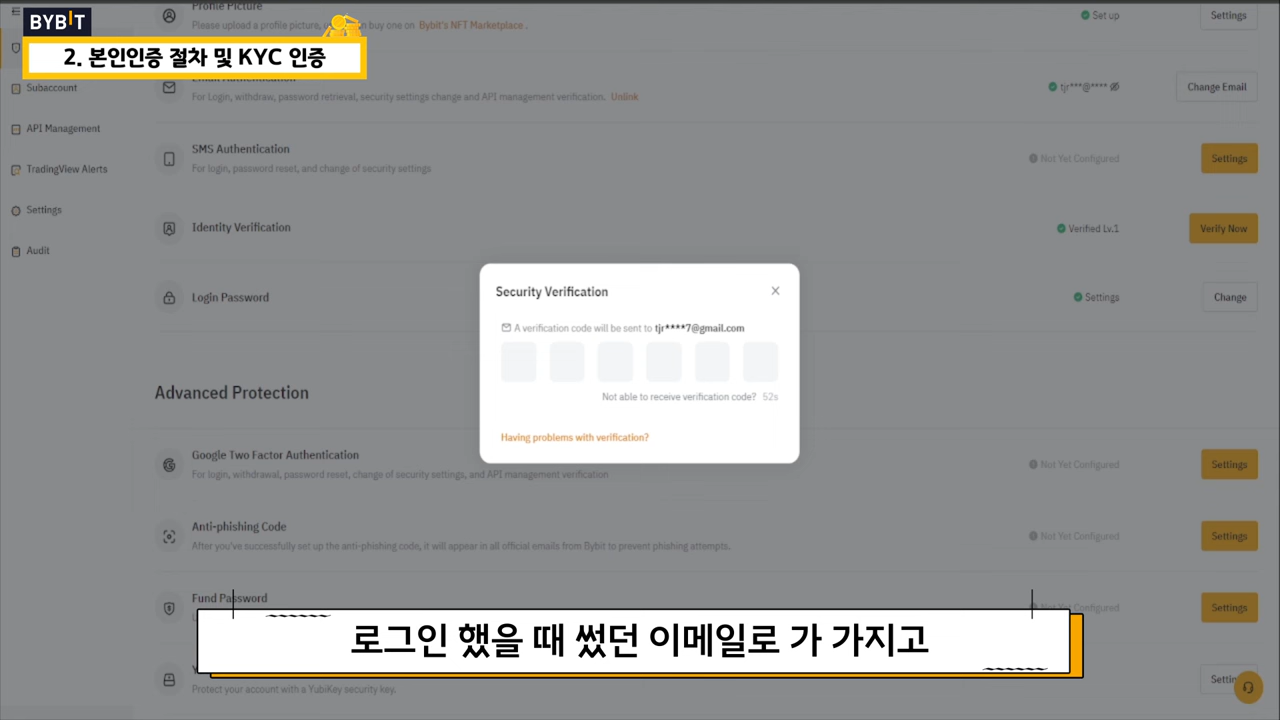 Profile Picture
Please upload a profile picture, buy one on Bybit's NFT Marketplace .
Set up
Settings
BYBIT
2. 본인인증 절차 및 KYC 인증
Email Authentication
For Login, withdraw, password retrieval, security settings change and API management verification. Unlink
tjr***@****
Change Email
Subaccount
API Management
TradingView Alerts
Settings
Audit
SMS Authentication
For login, password reset, and change of security settings
Not Yet Configured
Settings
Identity Verification
Verified Lv.1
Verify Now
Login Password
Settings
Change
Security Verification
A verification code will be sent to tjr****7@gmail.com
Not able to receive verification code? 52s
Having problems with verification?
Advanced Protection
Google Two Factor Authentication
For login, withdrawal, password reset, change of security settings, and API management verification
Not Yet Configured
Settings
Anti-phishing Code
After you've successfully set up the anti-phishing code, it will appear in all official emails from Bybit to prevent phishing attempts.
Not Yet Configured
Settings
Fund Password
Not Yet Configured
Settings
로그인 했을 때 썼던 이메일로 가 가지고
Protect your account with a YubiKey security key.